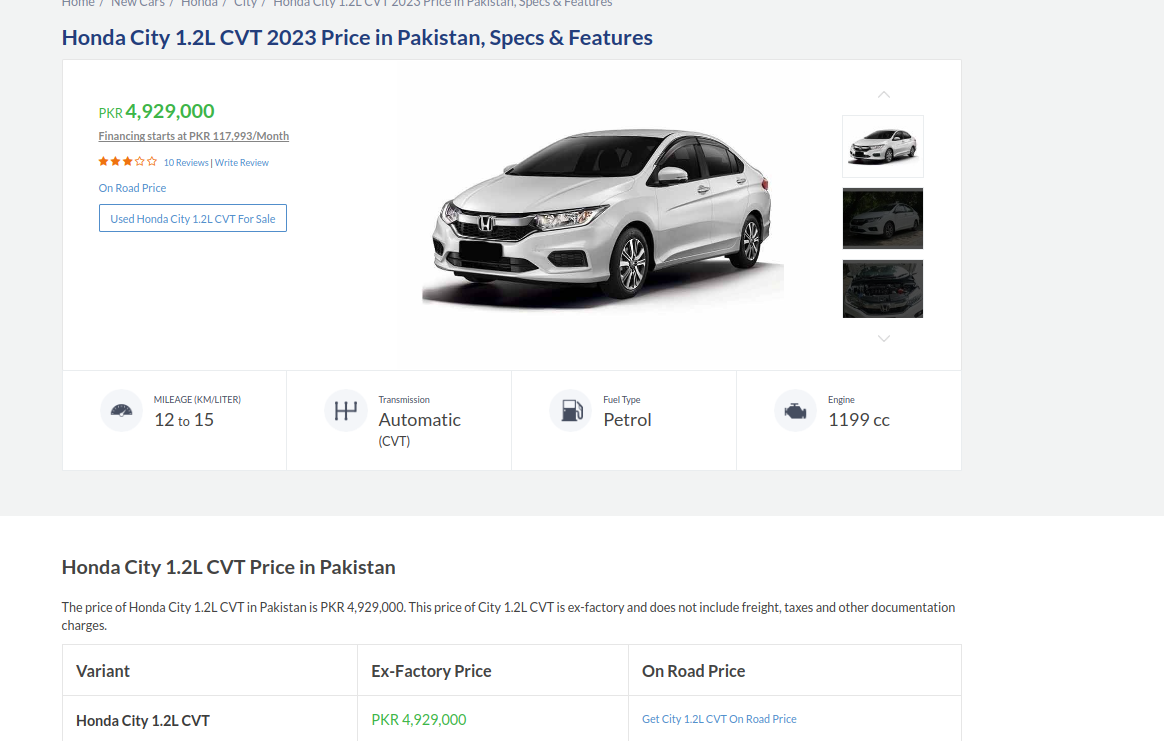 Home / New Cars / Honda / City / Honda City 1.2L CVT 2023 Price in Pakistan, Specs & Features
Honda City 1.2L CVT 2023 Price in Pakistan, Specs & Features
PKR 4,929,000
Financing starts at PKR 117,993/Month
10 Reviews | Write Review
On Road Price
Used Honda City 1.2L CVT For Sale
MILEAGE (KM/LITER)
12 to 15
Transmission
Automatic
(CVT)
Fuel Type
Petrol
Engine
1199 cc
Honda City 1.2L CVT Price in Pakistan
The price of Honda City 1.2L CVT in Pakistan is PKR 4,929,000. This price of City 1.2L CVT is ex-factory and does not include freight, taxes and other documentation
charges.
Variant Ex-Factory Price On Road Price
Honda City 1.2L CVT PKR 4,929,000 Get City 1.2L CVT On Road Price